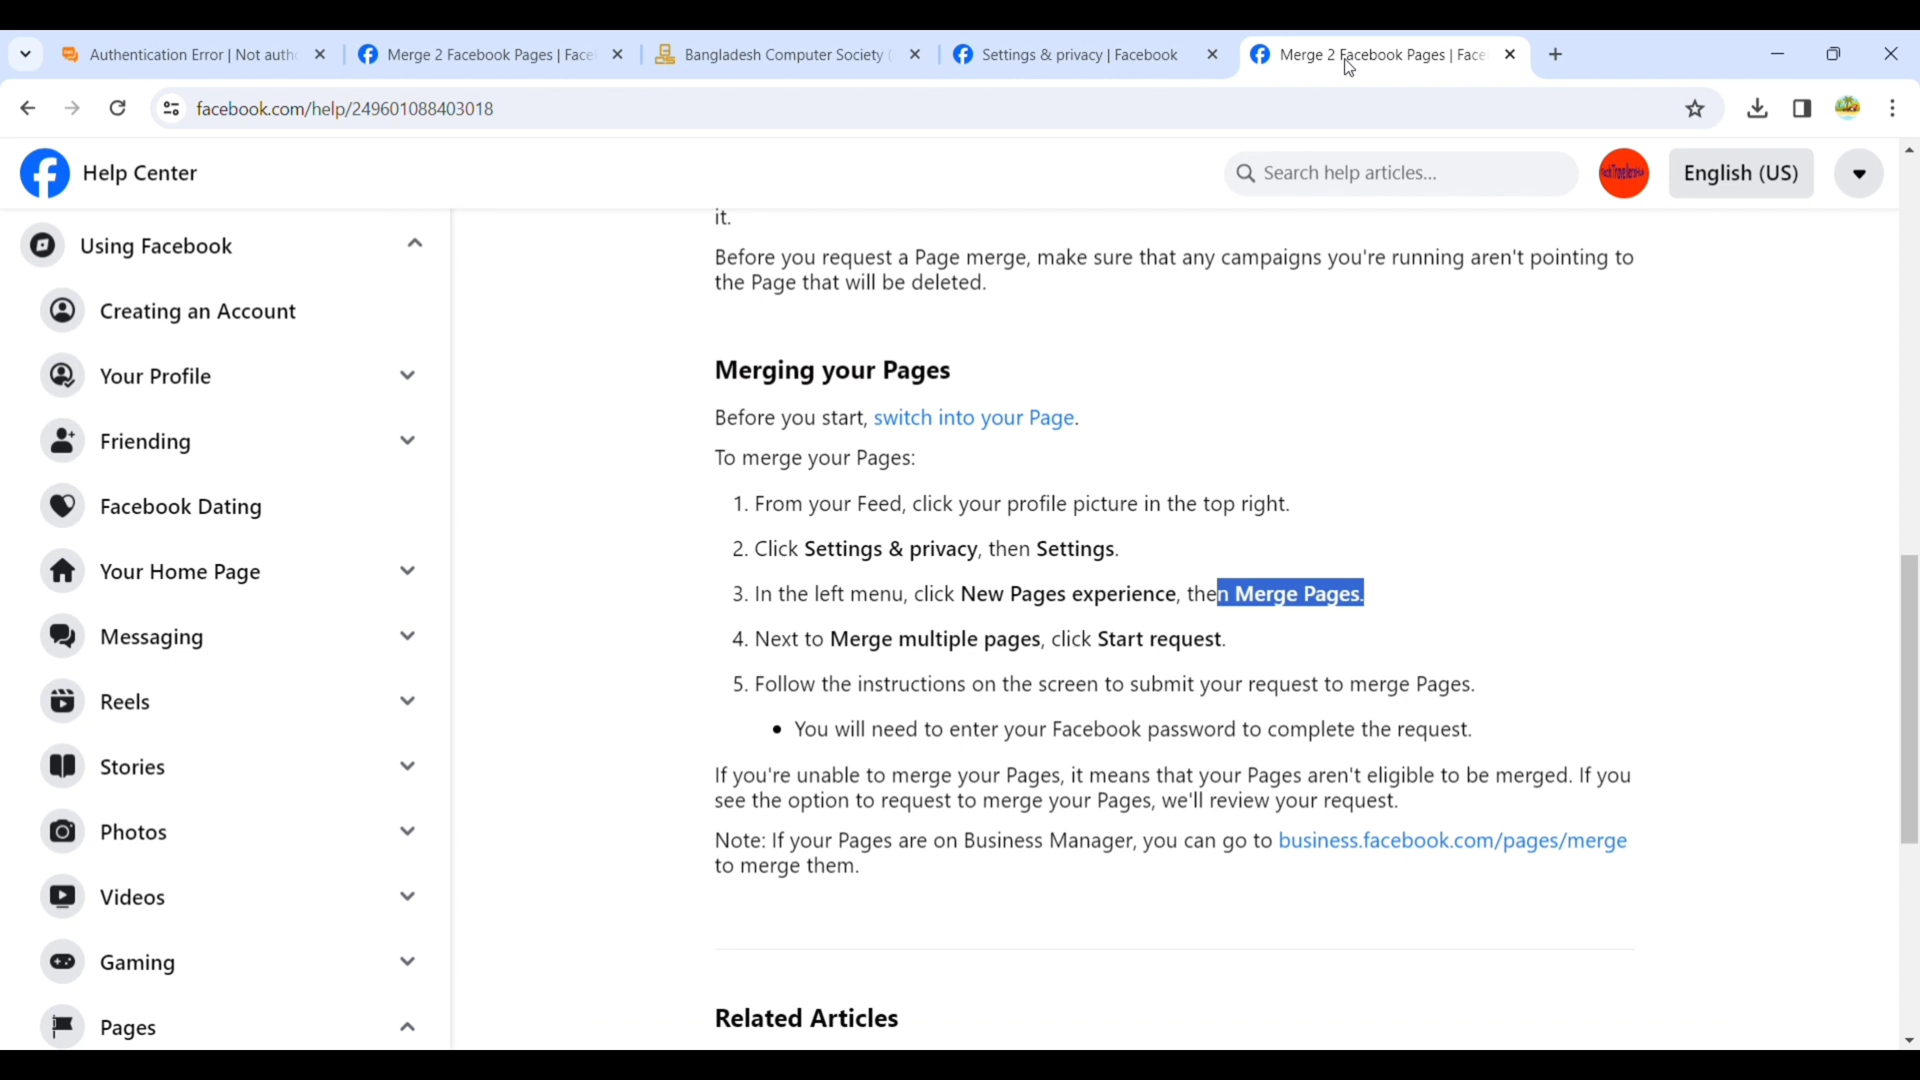 Authentication Error | Not auth
Merge 2 Facebook Pages | Face
Bangladesh Computer Society (
Settings & privacy | Facebook
Merge 2 Facebook Pages | Face
facebook.com/help/249601088403018
Help Center
Search help articles...
English (US)
Using Facebook
Creating an Account
Your Profile
Friending
Facebook Dating
Your Home Page
Messaging
Reels
Stories
Photos
Videos
Gaming
Pages
it.
Before you request a Page merge, make sure that any campaigns you're running aren't pointing to
the Page that will be deleted.
Merging your Pages
Before you start, switch into your Page.
To merge your Pages:
1. From your Feed, click your profile picture in the top right.
2. Click Settings & privacy, then Settings.
3. In the left menu, click New Pages experience, then Merge Pages.
4. Next to Merge multiple pages, click Start request.
5. Follow the instructions on the screen to submit your request to merge Pages.
• You will need to enter your Facebook password to complete the request.
If you're unable to merge your Pages, it means that your Pages aren't eligible to be merged. If you
see the option to request to merge your Pages, we'll review your request.
Note: If your Pages are on Business Manager, you can go to business.facebook.com/pages/merge
to merge them.
Related Articles